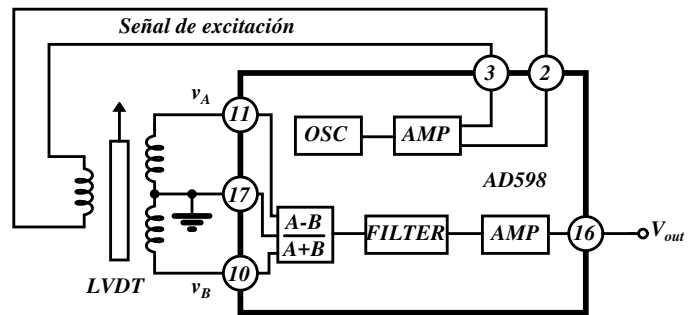 Señal de excitación
3
2
v_A
11
OSC
AMP
AD598
17
A-B
A+B
FILTER
AMP
16
V_out
LVDT
v_B
10